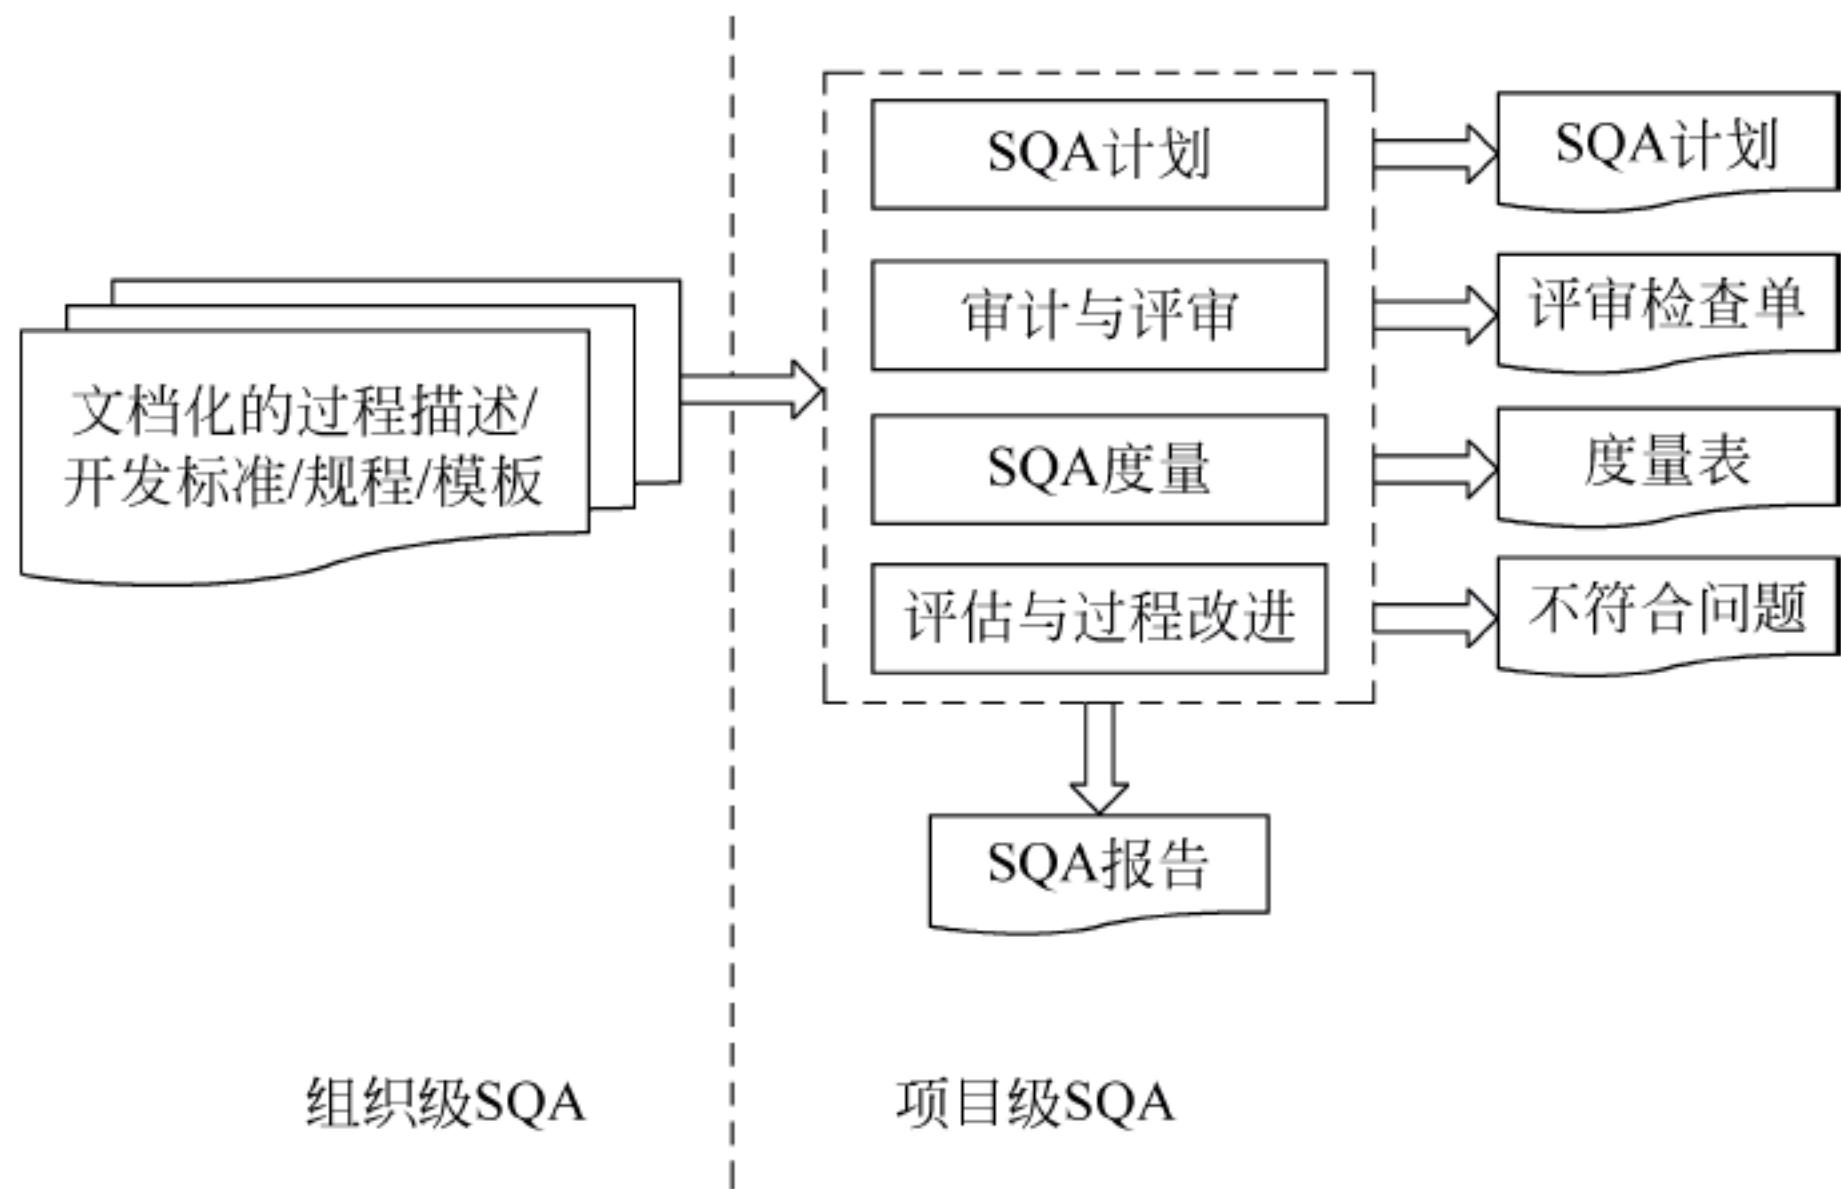 文档化的过程描述/
开发标准/规程/模板
SQA计划
审计与评审
SQA度量
评估与过程改进
SQA计划
评审检查单
度量表
不符合问题
SQA报告
组织级SQA
项目级SQA